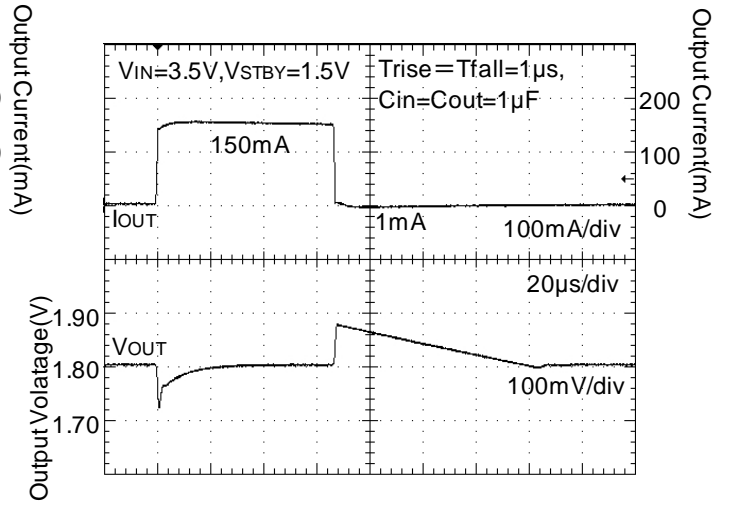 Output Current(mA)
VIN=3.5V,VSTBY=1.5V
Trise=Tfall=1μs,
Cin=Cout=1μF
150mA
IOUT
1mA
100mA/div
200
100
0
Output Current(mA)
20μs/div
Output Volatage(V)
1.90
1.80
1.70
VOUT
100mV/div